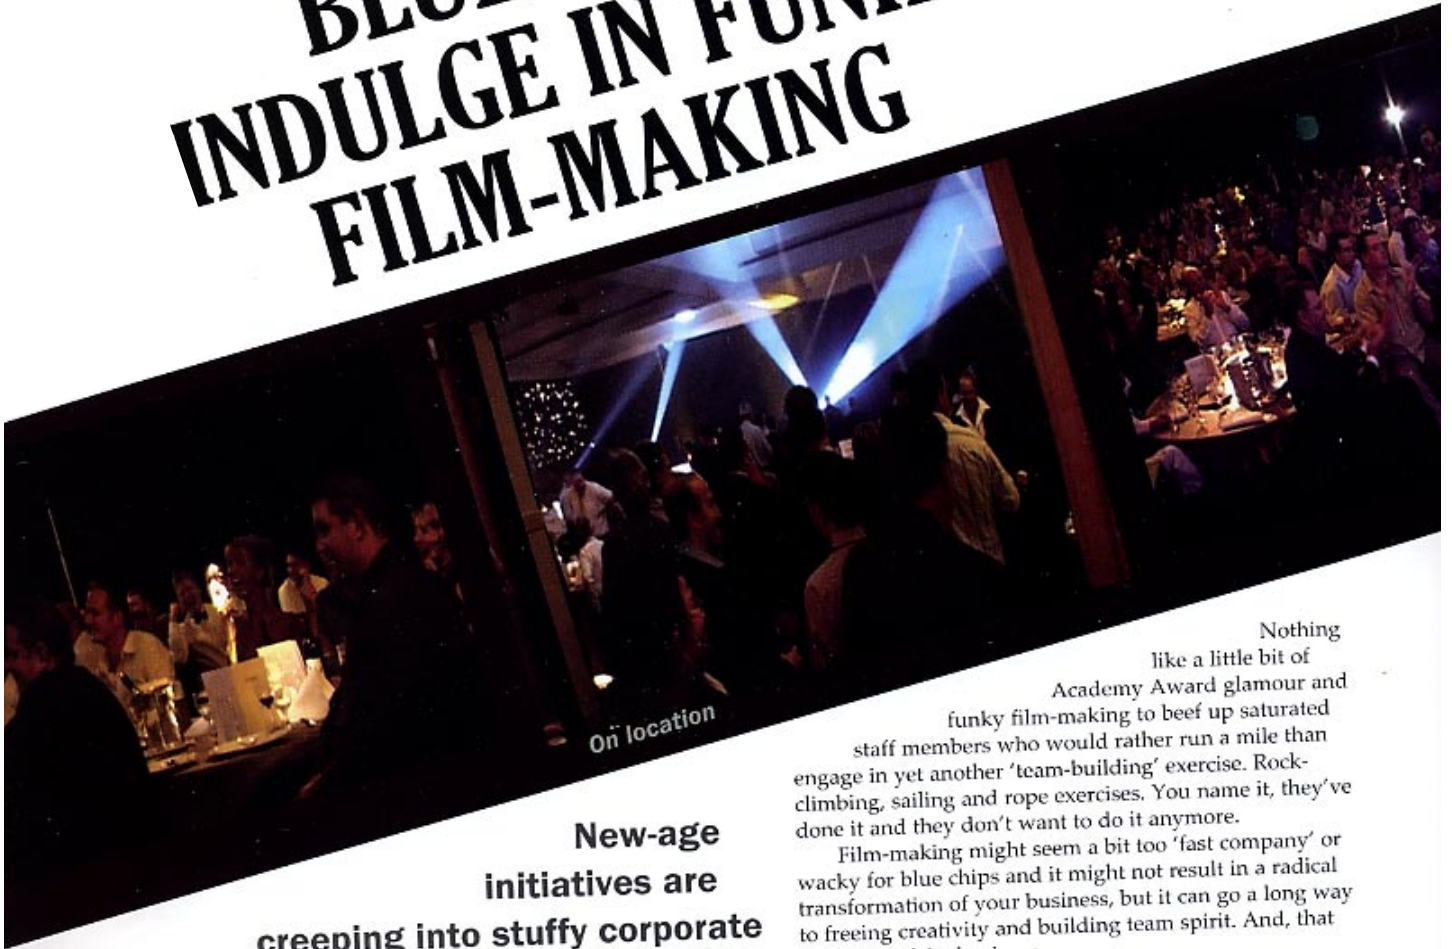 INDULGE IN
FILM-MAKING
On location
New-age
initiatives are
creeping into stuffy corporate
Nothing
like a little bit of
Academy Award glamour and
funky film-making to beef up saturated
staff members who would rather run a mile than
engage in yet another ‘team-building’ exercise. Rock-
climbing, sailing and rope exercises. You name it, they’ve
done it and they don’t want to do it anymore.
Film-making might seem a bit too ‘fast company’ or
wacky for blue chips and it might not result in a radical
transformation of your business, but it can go a long way
to freeing creativity and building team spirit. And, that